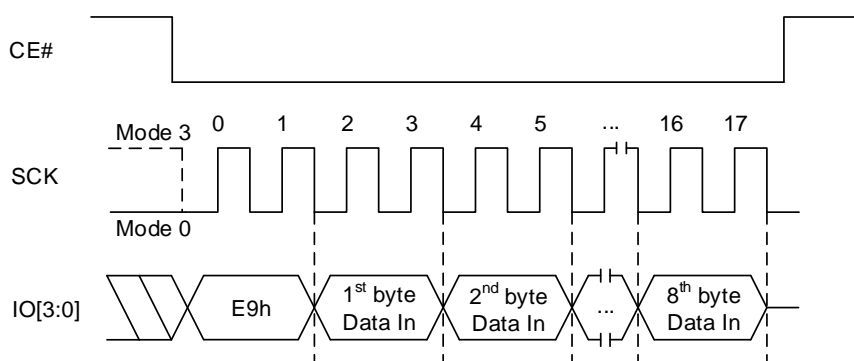 CE#
0 1 2 3 4 5 ... 16 17
Mode 3
SCK
Mode 0
IO[3:0]
E9h
1st byte
Data In
2nd byte
Data In
...
8th byte
Data In